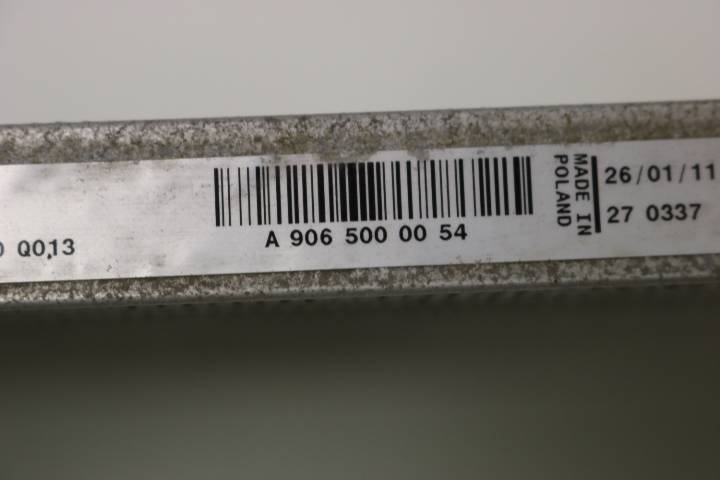 Q0,13
A 906 500 00 54
MADE IN
POLAND
26/01/11
27 0337